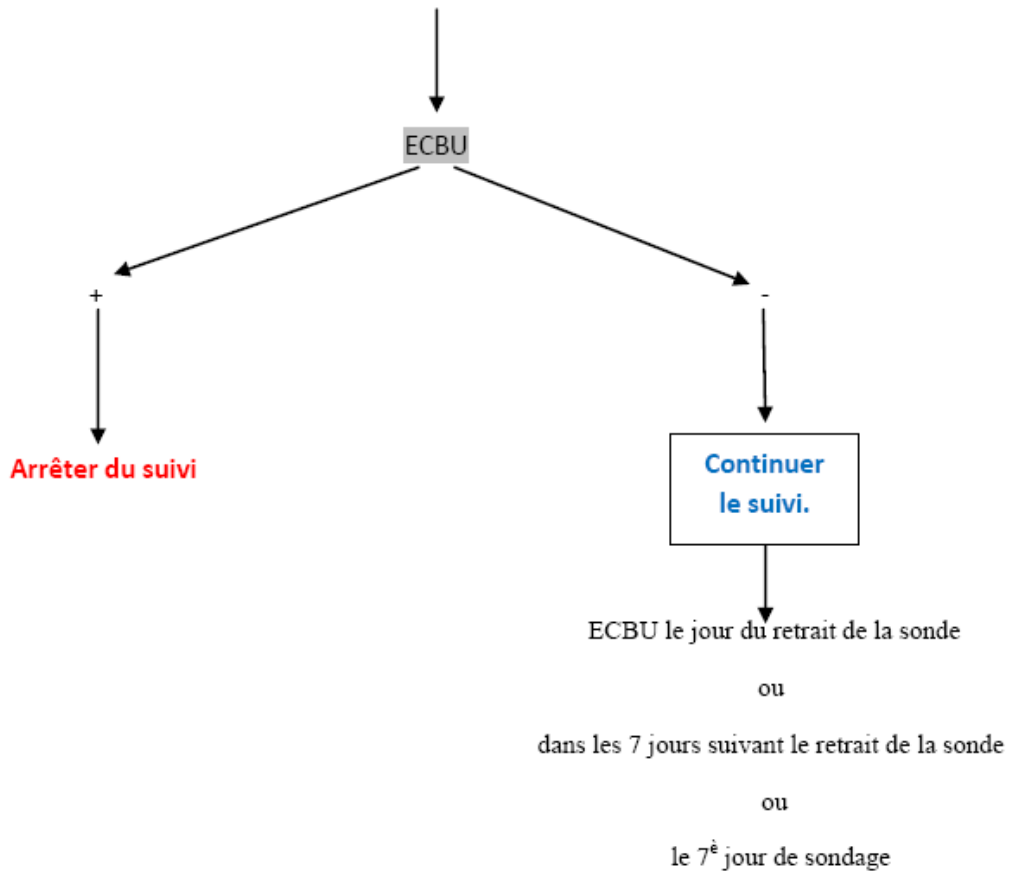 ECBU
+
-
Arrêter du suivi
Continuer
le suivi.
ECBU le jour du retrait de la sonde
ou
dans les 7 jours suivant le retrait de la sonde
ou
le 7è jour de sondage